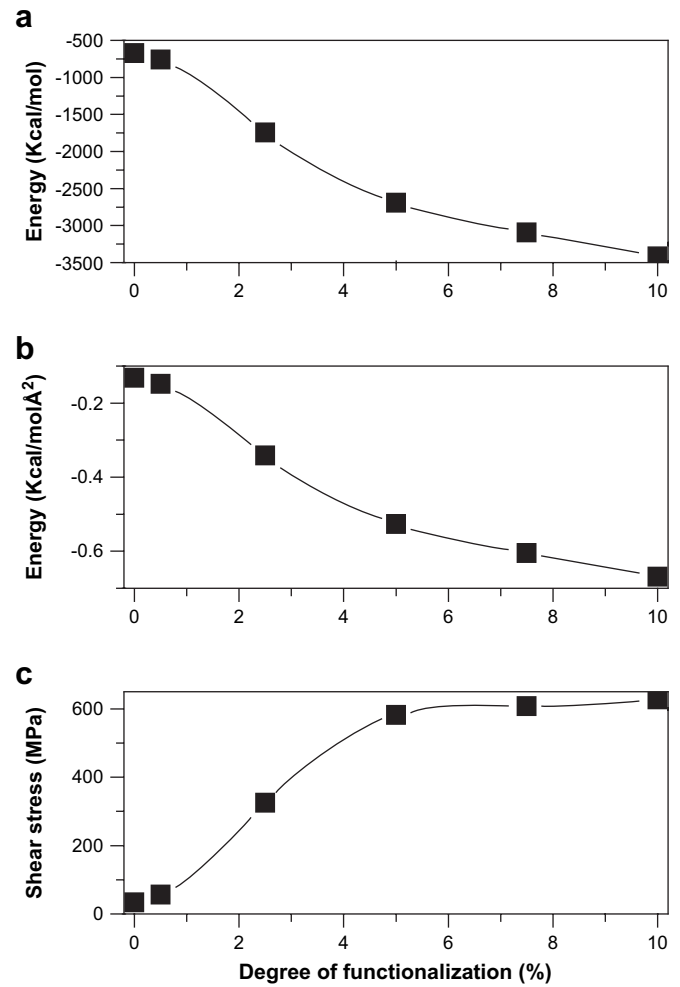 a
Energy (Kcal/mol)
-500
-1000
-1500
-2000
-2500
-3000
-3500
0 2 4 6 8 10
b
Energy (Kcal/molÅ²)
-0.2
-0.4
-0.6
0 2 4 6 8 10
c
Shear stress (MPa)
600
400
200
0
0 2 4 6 8 10
Degree of functionalization (%)